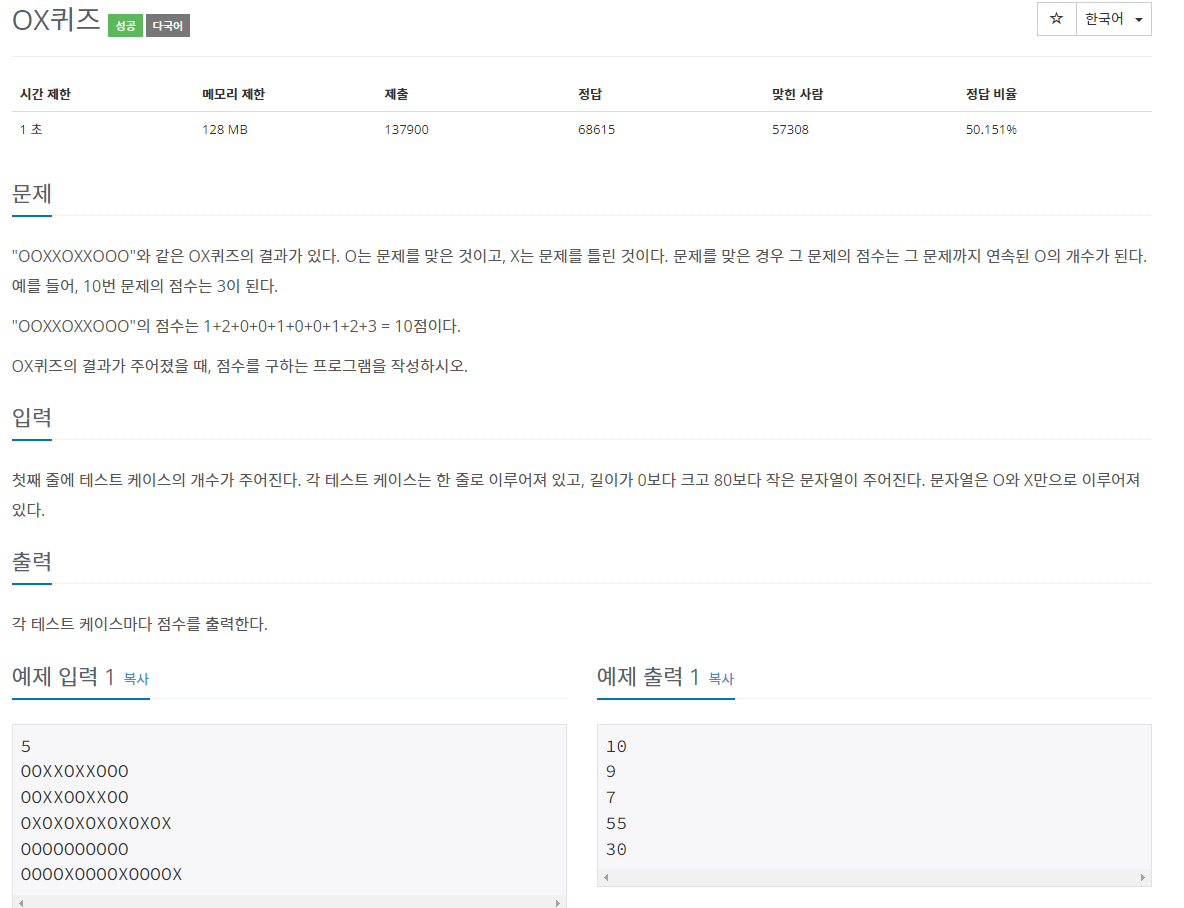 OX퀴즈 성공 다국어 ☆ 한국어
시간 제한 메모리 제한 제출 정답 맞힌 사람 정답 비율
1 초 128 MB 137900 68615 57308 50.151%
문제
"OOXXOXXOOO"와 같은 OX퀴즈의 결과가 있다. O는 문제를 맞은 것이고, X는 문제를 틀린 것이다. 문제를 맞은 경우 그 문제의 점수는 그 문제까지 연속된 O의 개수가 된다.
예를 들어, 10번 문제의 점수는 3이 된다.
"OOXXOXXOOO"의 점수는 1+2+0+0+1+0+0+1+2+3 = 10점이다.
OX퀴즈의 결과가 주어졌을 때, 점수를 구하는 프로그램을 작성하시오.
입력
첫째 줄에 테스트 케이스의 개수가 주어진다. 각 테스트 케이스는 한 줄로 이루어져 있고, 길이가 0보다 크고 80보다 작은 문자열이 주어진다. 문자열은 O와 X만으로 이루어져
있다.
출력
각 테스트 케이스마다 점수를 출력한다.
예제 입력 1 복사
5
OOXXOXXOOO
OOXXOOXXOO
OXOXOXOXOXOXOX
OOOOOOOOOO
OOOOXOOOOXOOOOX
예제 출력 1 복사
10
9
7
55
30